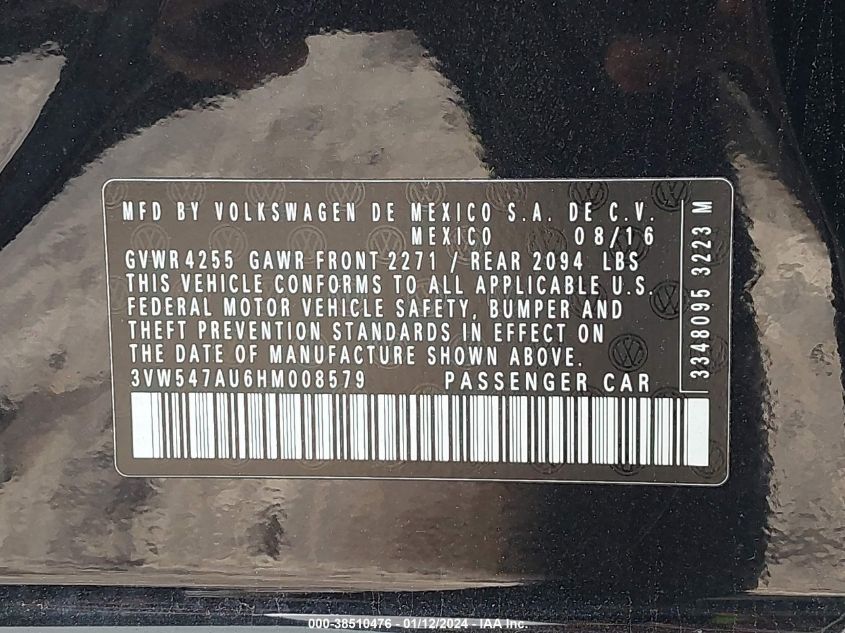 MFD BY VOLKSWAGEN DE MEXICO S.A. DE C.V.
MEXICO 08/16
GVWR 4255 GAWR FRONT 2271 / REAR 2094 LBS
THIS VEHICLE CONFORMS TO ALL APPLICABLE U.S.
FEDERAL MOTOR VEHICLE SAFETY, BUMPER AND
THEFT PREVENTION STANDARDS IN EFFECT ON
THE DATE OF MANUFACTURE SHOWN ABOVE.
3VW547AU6HM008579 PASSENGER CAR
3348095 3223 M
000-38510476 - 01/12/2024 - IAA Inc.